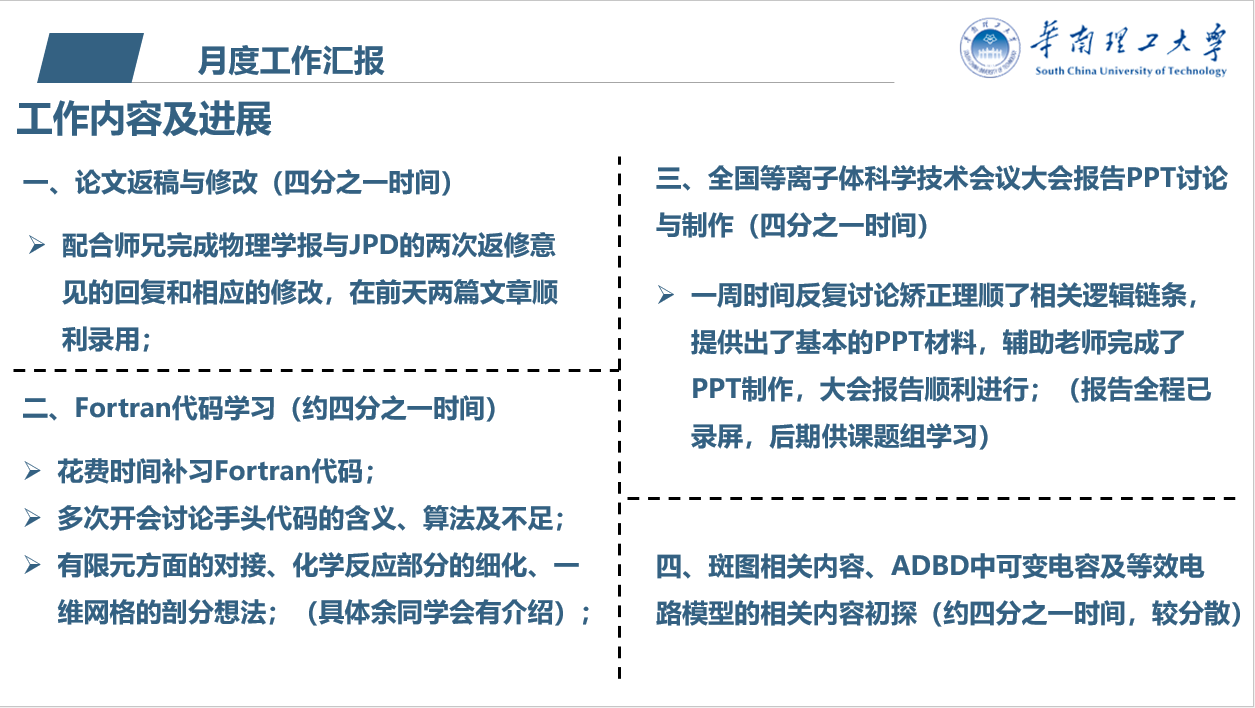 月度工作汇报
华南理工大学
South China University of Technology
工作内容及进展
一、论文返稿与修改（四分之一时间）
➢ 配合师兄完成物理学报与JPD的两次返修意
见的回复和相应的修改，在前天两篇文章顺
利录用；
二、Fortran代码学习（约四分之一时间）
➢ 花费时间补习Fortran代码；
➢ 多次开会讨论手头代码的含义、算法及不足；
➢ 有限元方面的对接、化学反应部分的细化、一
维网格的剖分想法；（具体余同学会有介绍）；
三、全国等离子体科学技术会议大会报告PPT讨论
与制作（四分之一时间）
➢ 一周时间反复讨论矫正理顺了相关逻辑链条，
提供出了基本的PPT材料，辅助老师完成了
PPT制作，大会报告顺利进行；（报告全程已
录屏，后期供课题组学习）
四、斑图相关内容、ADBD中可变电容及等效电
路模型的相关内容初探（约四分之一时间，较分散）